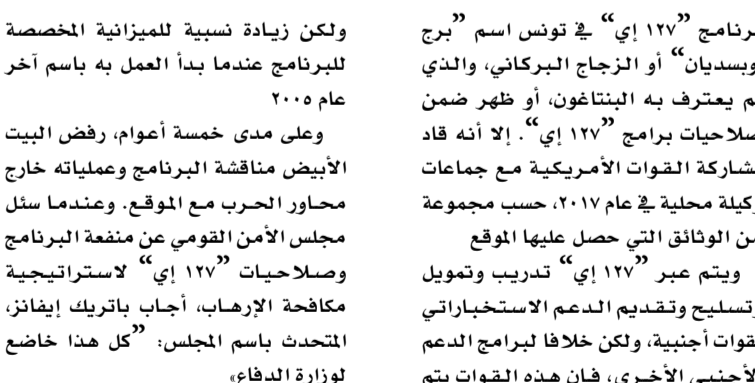 برنامج ”١٢٧ إي“ في تونس اسم ”برج
وبسديان“ أو الزجاج البركاني، والذي
م يعترف به البنتاغون، أو ظهر ضمن
صلاحيات برامج ”١٢٧ إي“. إلا أنه قاد
شاركة القوات الأمريكية مع جماعات
وكيلة محلية في عام ٢٠١٧، حسب مجموعة
من الوثائق التي حصل عليها الموقع
ويتم عبر ”١٢٧ إي“ تدريب وتمويل
وتسليح وتقديم الدعم الاستخباراتي
قوات أجنبية، ولكن خلافا لبرامج الدعم
لأجنبي الأخرى، فإن هذه القوات يتم
ولكن زيادة نسبية للميزانية المخصصة
للبرنامج عندما بدأ العمل به باسم آخر
عام ٢٠٠٥
وعلى مدى خمسة أعوام، رفض البيت
الأبيض مناقشة البرنامج وعملياته خارج
محاور الحرب مع الموقع. وعندما سئل
مجلس الأمن القومي عن منفعة البرنامج
وصلاحيات ”١٢٧ إي“ لاستراتيجية
مكافحة الإرهاب، أجاب باتريك إيفانز،
المتحدث باسم المجلس: ”كل هذا خاضع
لوزارة الدفاع»